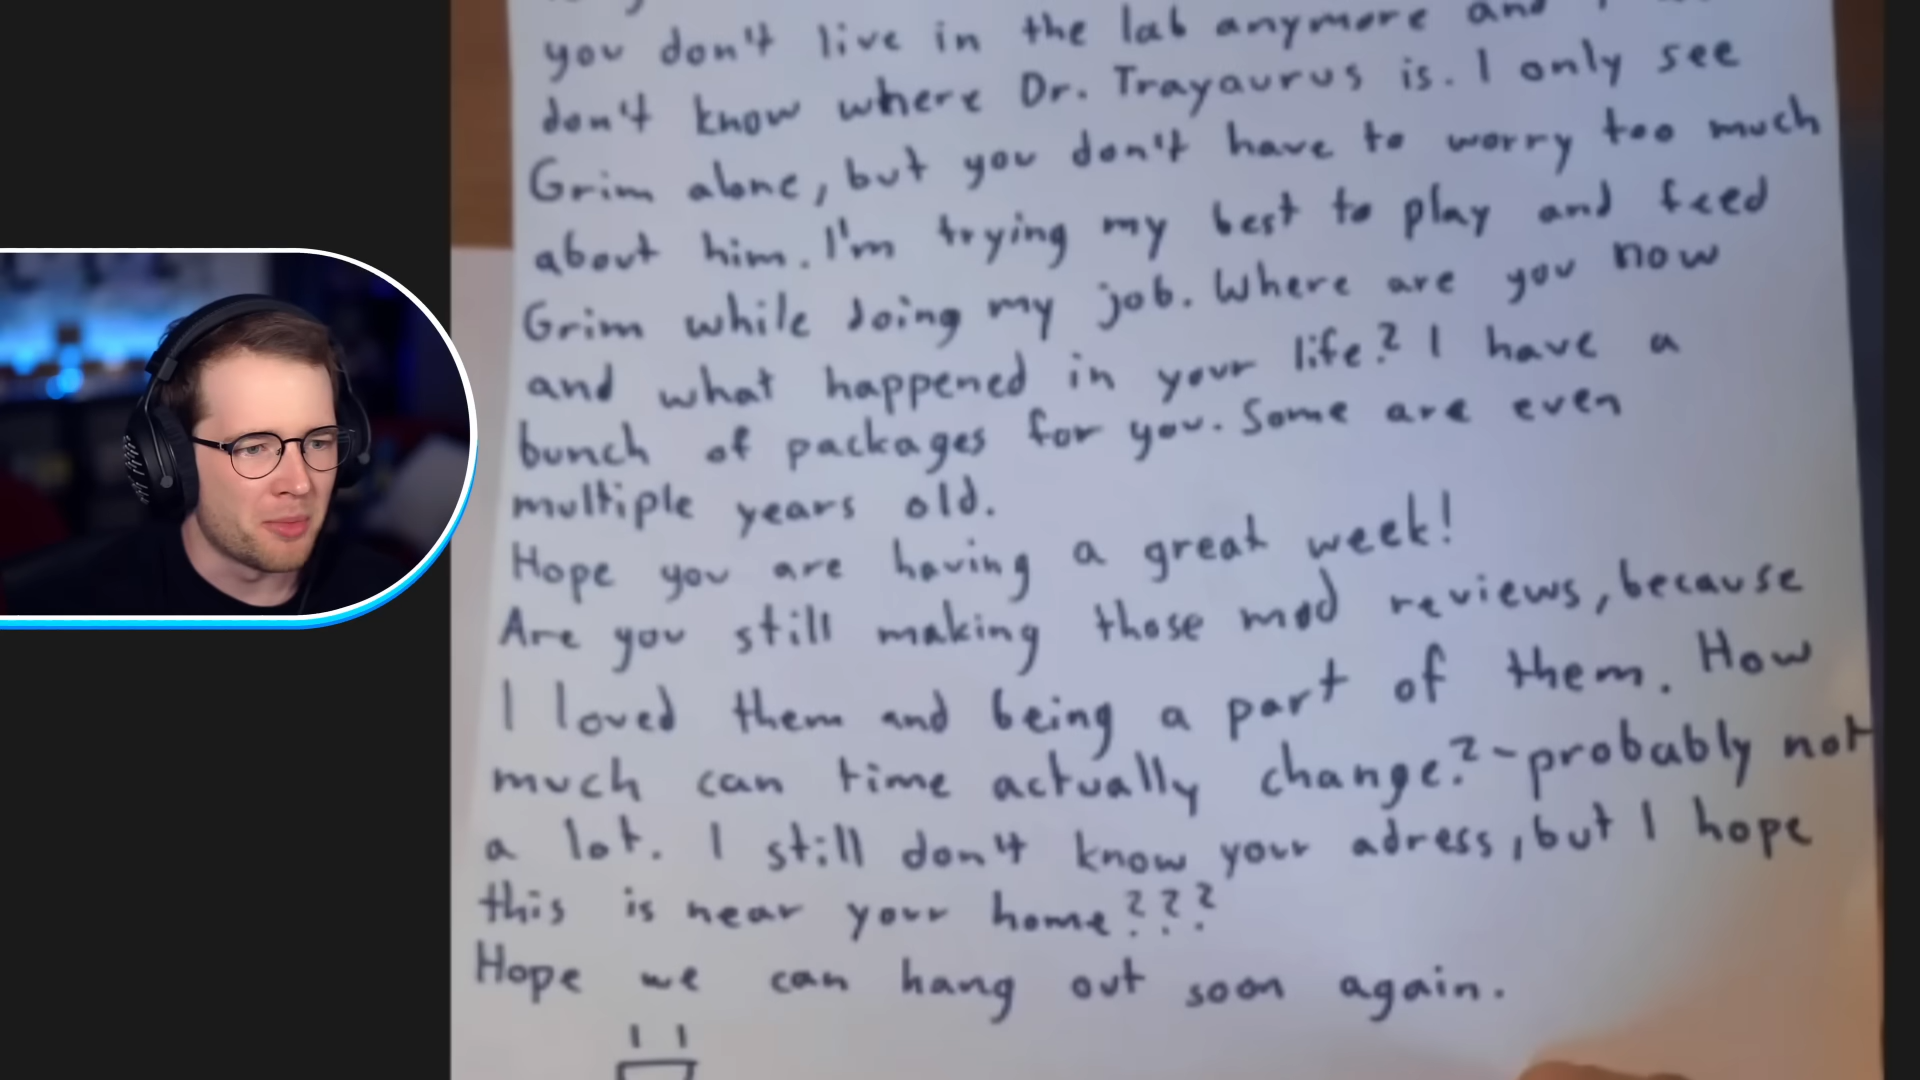 you don't live in the lab anymore and I
don't know where Dr. Trayaurus is. I only see
Grim alone, but you don't have to worry too much
about him. I'm trying my best to play and feed
Grim while doing my job. Where are you now
and what happened in your life? I have a
bunch of packages for you. Some are even
multiple years old.
Hope you are having a great week!
Are you still making those mod reviews, because
I loved them and being a part of them. How
much can time actually change? - probably not
a lot. I still don't know your adress, but I hope
this is near your home???
Hope we can hang out soon again.